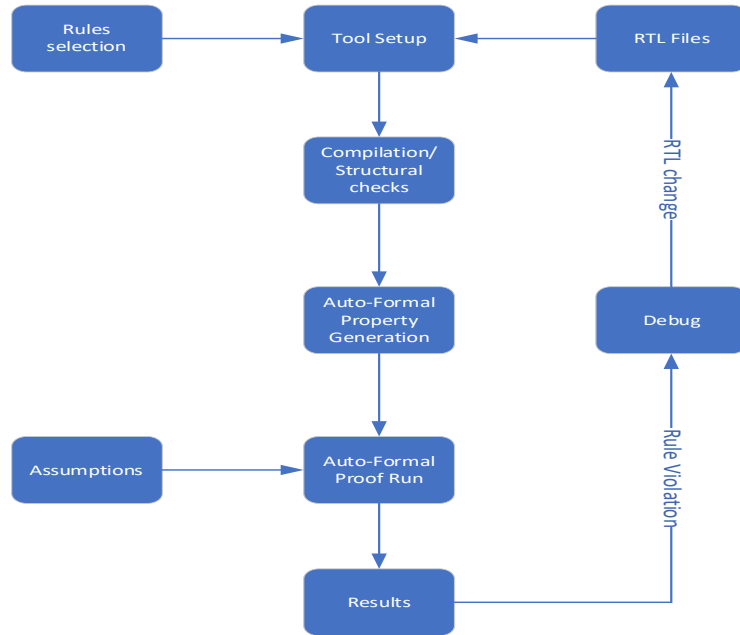 Rules
selection
Tool Setup
RTL Files
Compilation/
Structural
checks
RTL change
Auto-Formal
Property
Generation
Debug
Assumptions
Auto-Formal
Proof Run
Rule Violation
Results